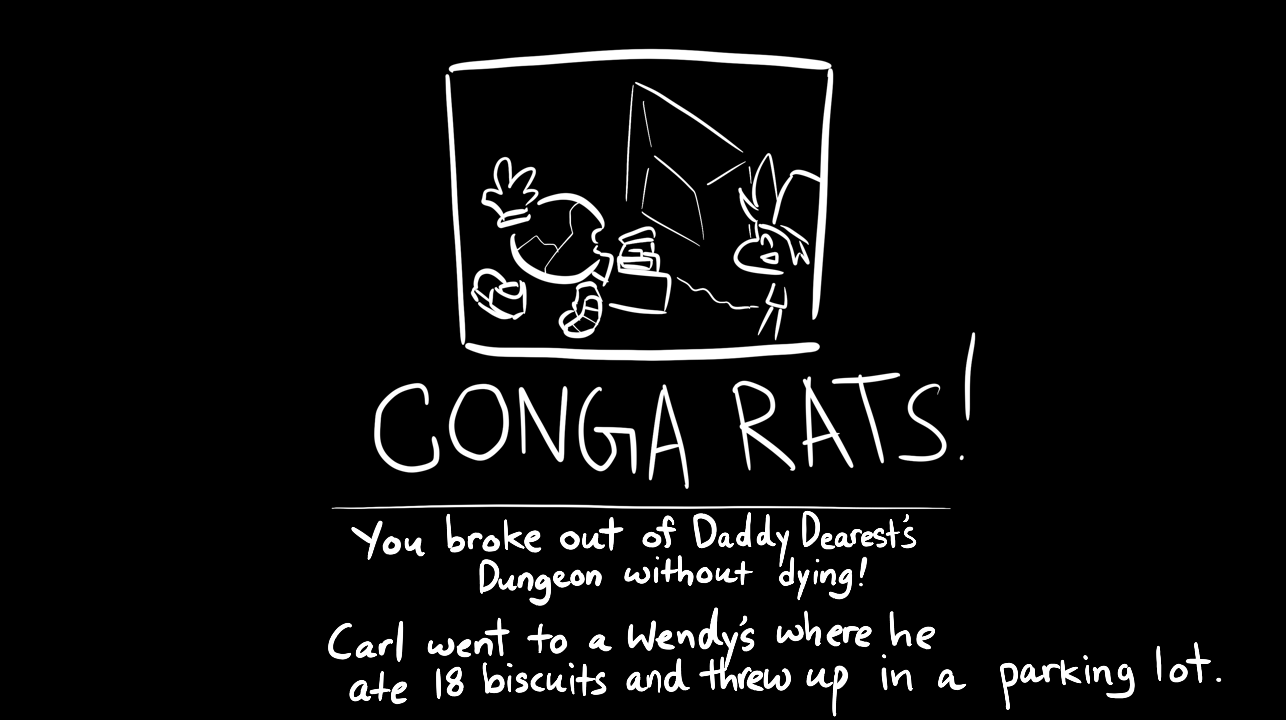 CONGA RATS!
You broke out of Daddy Dearest's
Dungeon without dying!
Carl went to a Wendy's where he
ate 18 biscuits and threw up in a parking lot.